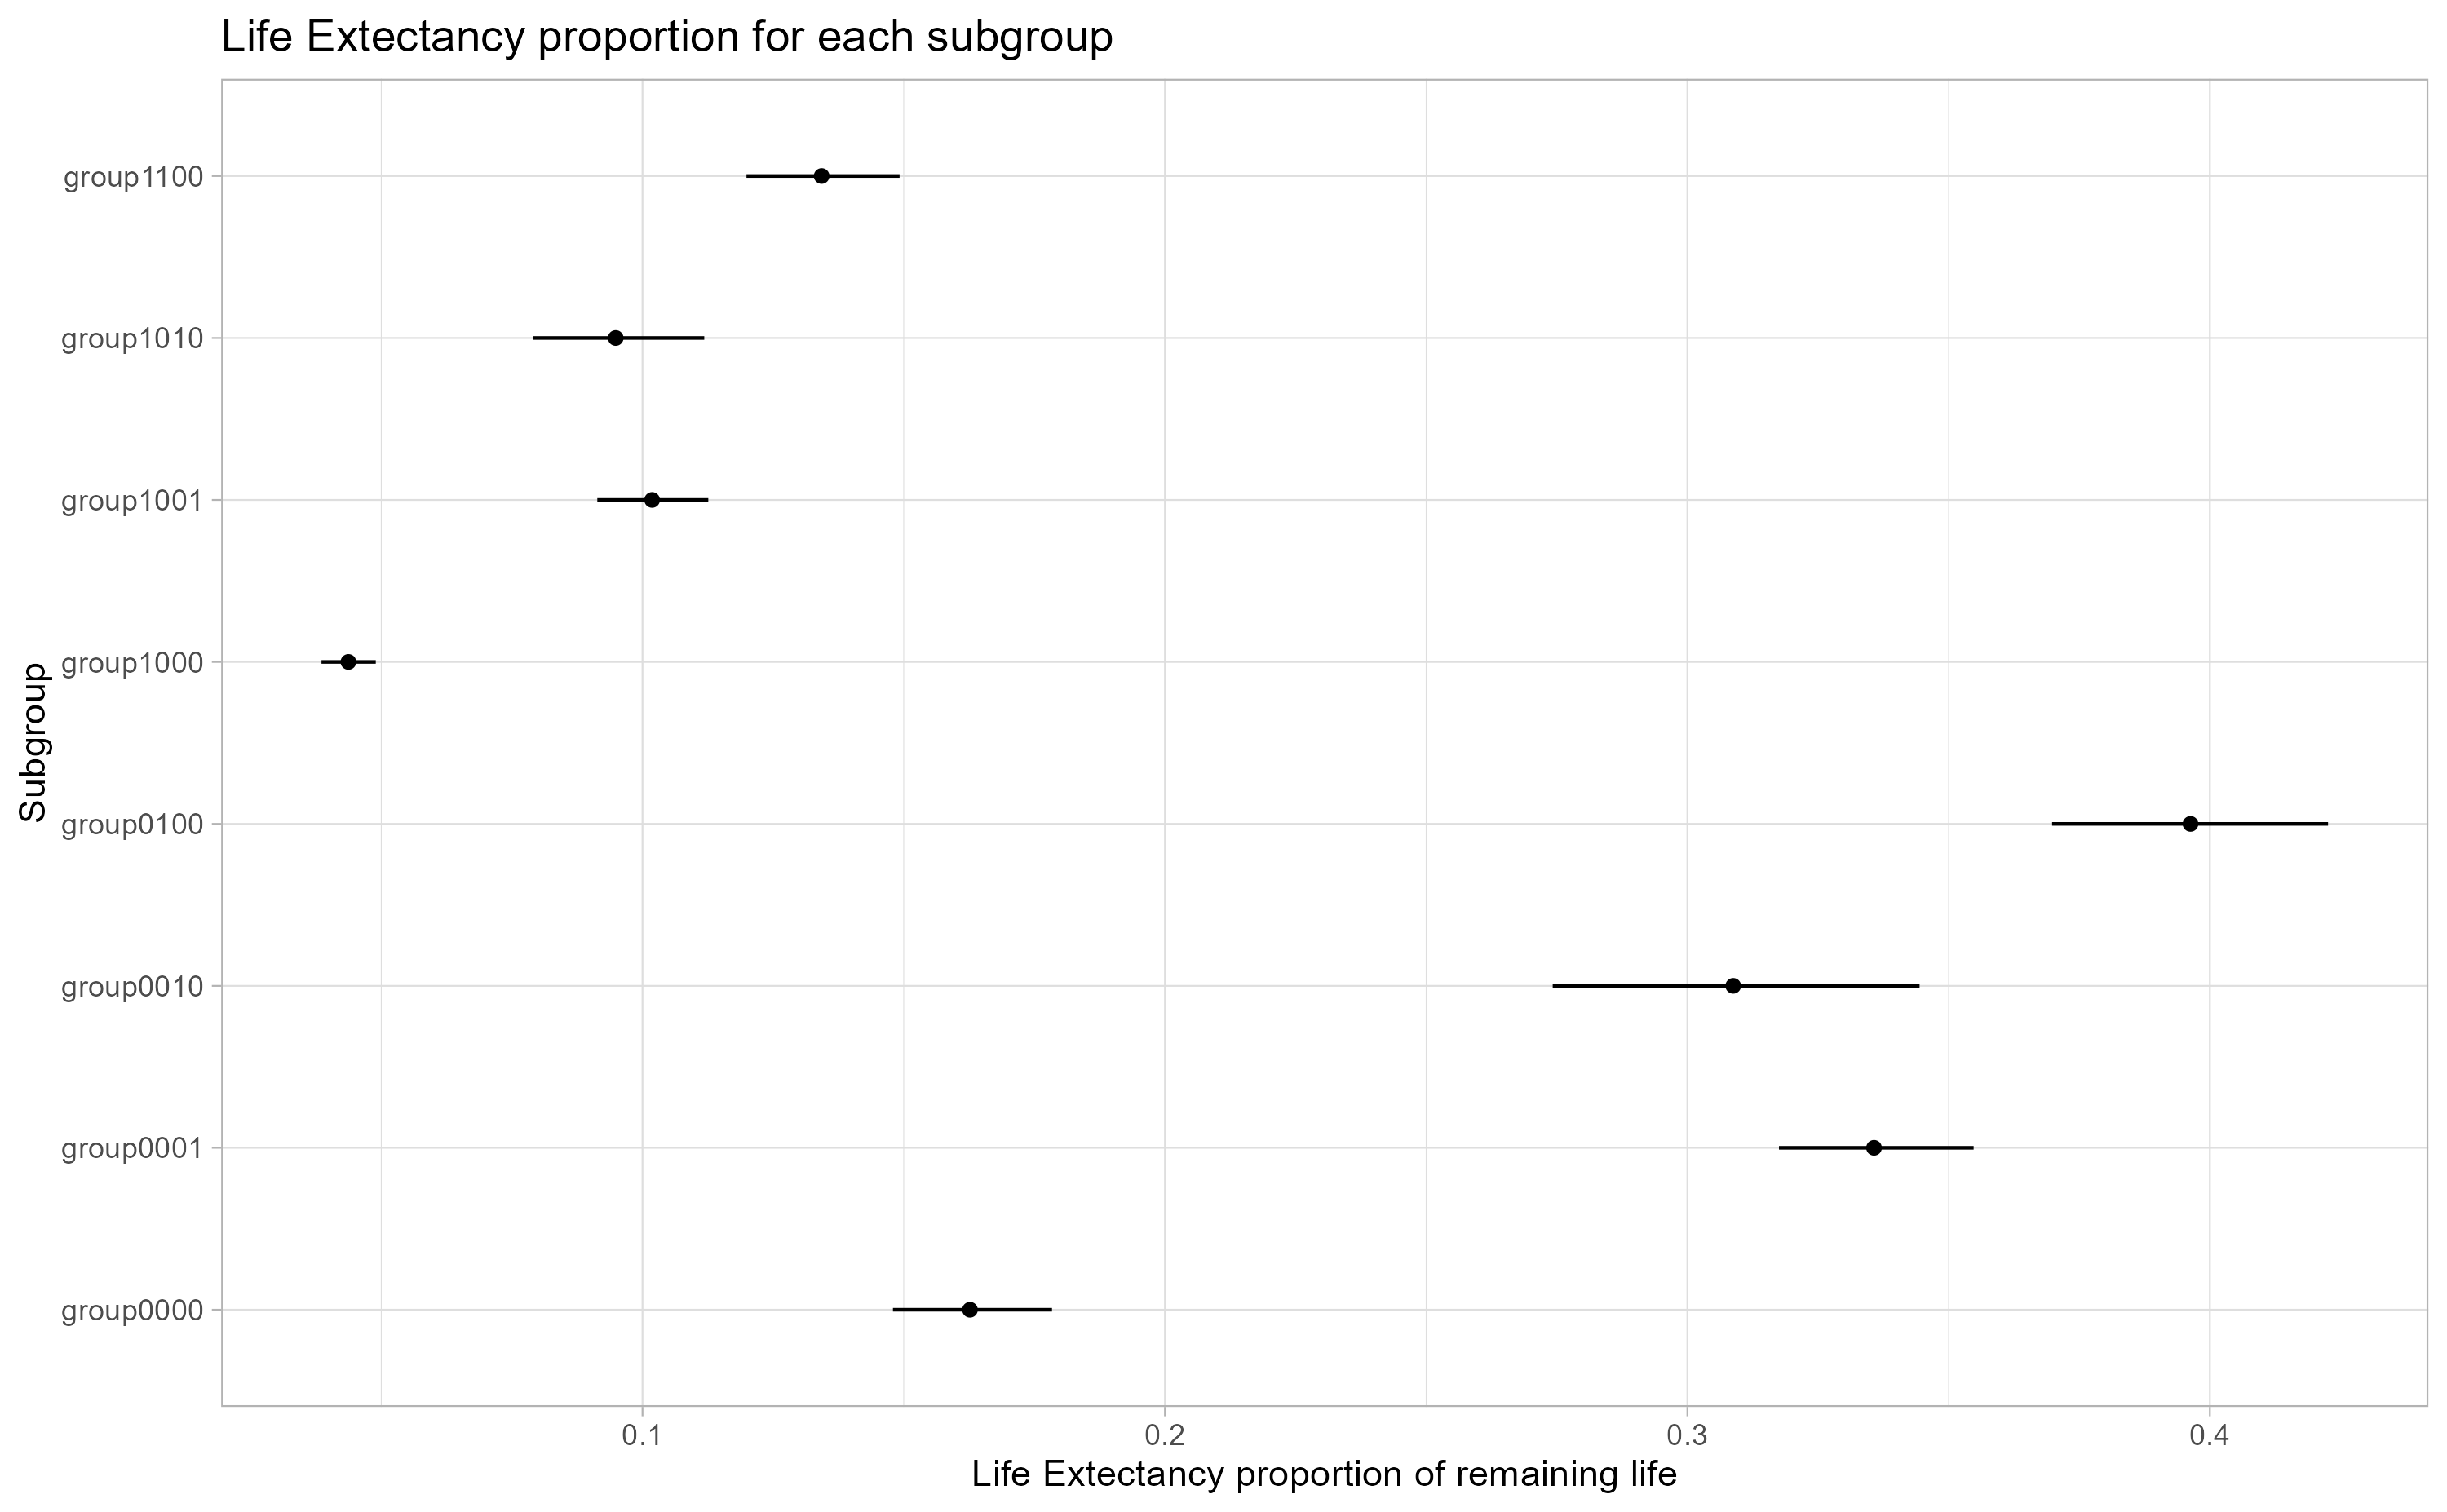 Life Extectancy proportion for each subgroup
group1100
group1010
group1001
group1000
group0100
group0010
group0001
group0000
Subgroup
0.1
0.2
0.3
0.4
Life Extectancy proportion of remaining life